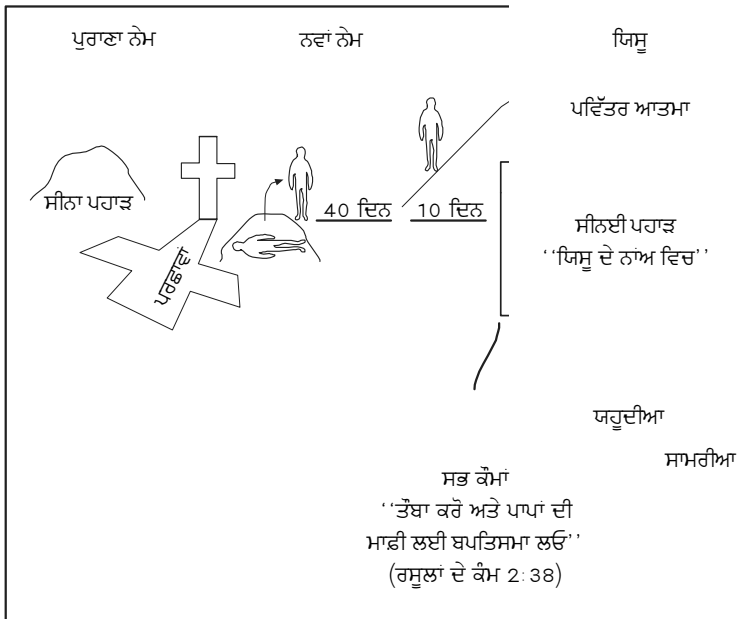 ਪੁਰਾਣਾ ਨੇਮ
ਨਵਾਂ ਨੇਮ
ਯਿਸੂ
ਪਵਿੱਤਰ ਆਤਮਾ
ਸੀਨਾ ਪਹਾੜ
40 ਦਿਨ
10 ਦਿਨ
ਪਰਛਾਵਾਂ
ਸੀਨਈ ਪਹਾੜ
‘‘ਯਿਸੂ ਦੇ ਨਾਂਅ ਵਿਚ’’
ਯਹੂਦੀਆ
ਸਾਮਰੀਆ
ਸਭ ਕੌਮਾਂ
‘‘ਤੌਬਾ ਕਰੋ ਅਤੇ ਪਾਪਾਂ ਦੀ
ਮਾਫ਼ੀ ਲਈ ਬਪਤਿਸਮਾ ਲਓ’’
(ਰਸੂਲਾਂ ਦੇ ਕੰਮ 2:38)